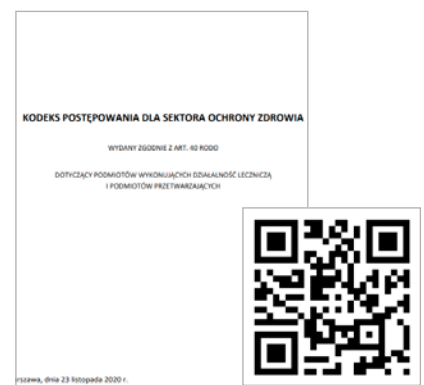 KODEKS POSTĘPOWANIA DLA SEKTORA OCHRONY ZDROWIA
WYDANY ZGODNIE Z ART. 40 RODO
DOTYCZĄCY PODMIOTÓW WYKONUJĄCYCH DZIAŁALNOŚĆ LECZNICZĄ
I PODMIOTÓW PRZETWARZAJĄCYCH
rszawa, dnia 23 listopada 2020 r.